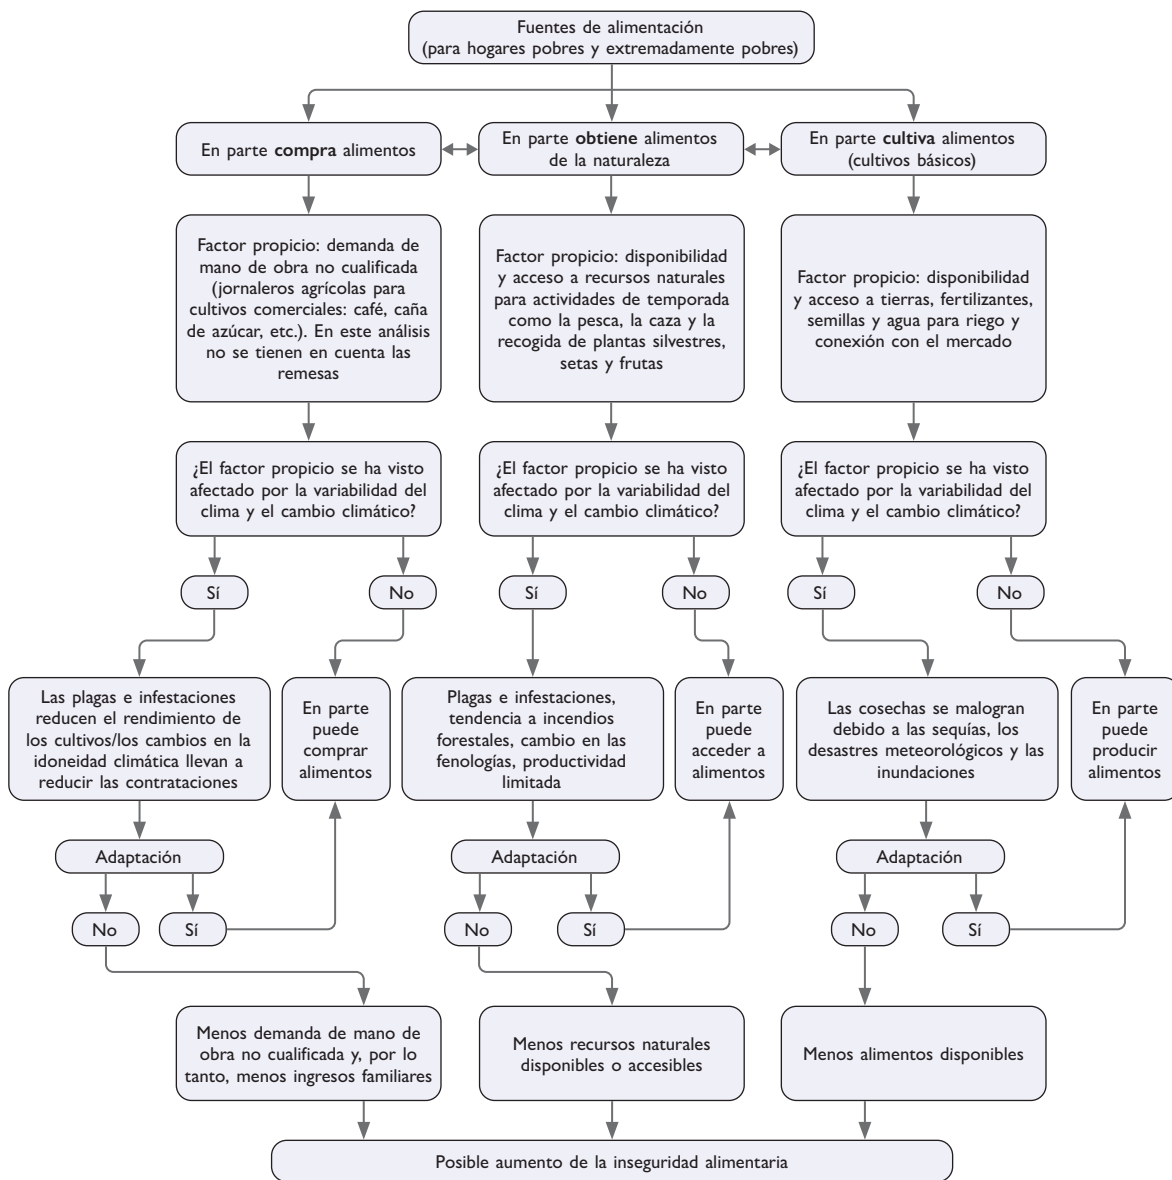 Fuentes de alimentación
(para hogares pobres y extremadamente pobres)
En parte compra alimentos
En parte obtiene alimentos
de la naturaleza
En parte cultiva alimentos
(cultivos básicos)
Factor propicio: demanda de
mano de obra no cualificada
(jornaleros agrícolas para
cultivos comerciales: café, caña
de azúcar, etc.). En este análisis
no se tienen en cuenta las
remesas
Factor propicio: disponibilidad
y acceso a recursos naturales
para actividades de temporada
como la pesca, la caza y la
recogida de plantas silvestres,
setas y frutas
Factor propicio: disponibilidad
y acceso a tierras, fertilizantes,
semillas y agua para riego y
conexión con el mercado
¿El factor propicio se ha visto
afectado por la variabilidad del
clima y el cambio climático?
¿El factor propicio se ha visto
afectado por la variabilidad del
clima y el cambio climático?
¿El factor propicio se ha visto
afectado por la variabilidad del
clima y el cambio climático?
Sí
No
Sí
No
Sí
No
Las plagas e infestaciones
reducen el rendimiento de
los cultivos/los cambios en la
idoneidad climática llevan a
reducir las contrataciones
En parte
puede
comprar
alimentos
Plagas e infestaciones,
tendencia a incendios
forestales, cambio en las
fenologías, productividad
limitada
En parte
puede
acceder a
alimentos
Las cosechas se malogran
debido a las sequías, los
desastres meteorológicos y las
inundaciones
En parte
puede
producir
alimentos
Adaptación
Adaptación
Adaptación
No
Sí
No
Sí
No
Sí
Menos demanda de mano de
obra no cualificada y, por lo
tanto, menos ingresos familiares
Menos recursos naturales
disponibles o accesibles
Menos alimentos disponibles
Posible aumento de la inseguridad alimentaria